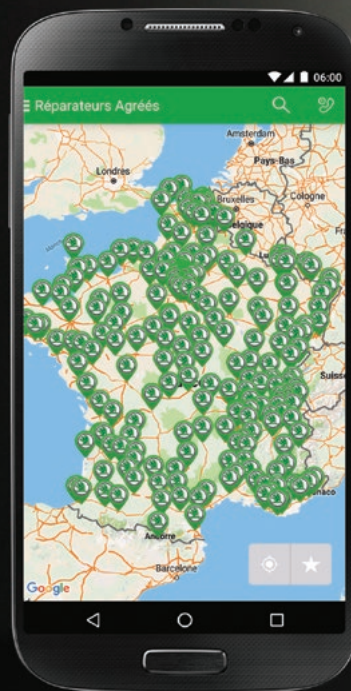 06:00
Réparateurs Agréés
Amsterdam
Londres
Pays-Bas
Cologne
Bruxelles
Belgique
Suisse
Andorre
Barcelone
Google